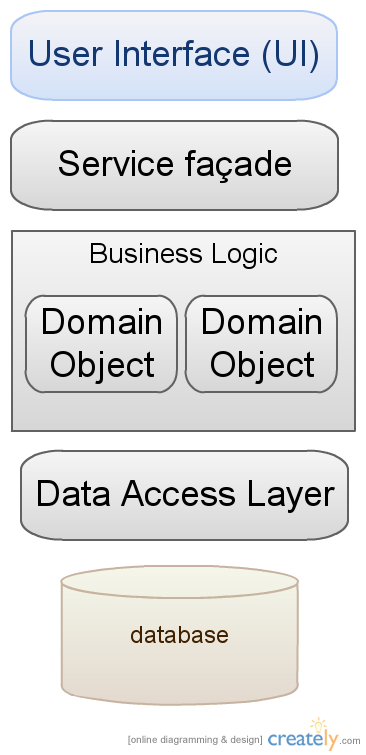 User Interface (UI)
Service façade
Business Logic
Domain Object
Domain Object
Data Access Layer
database
[online diagramming & design] creately.com